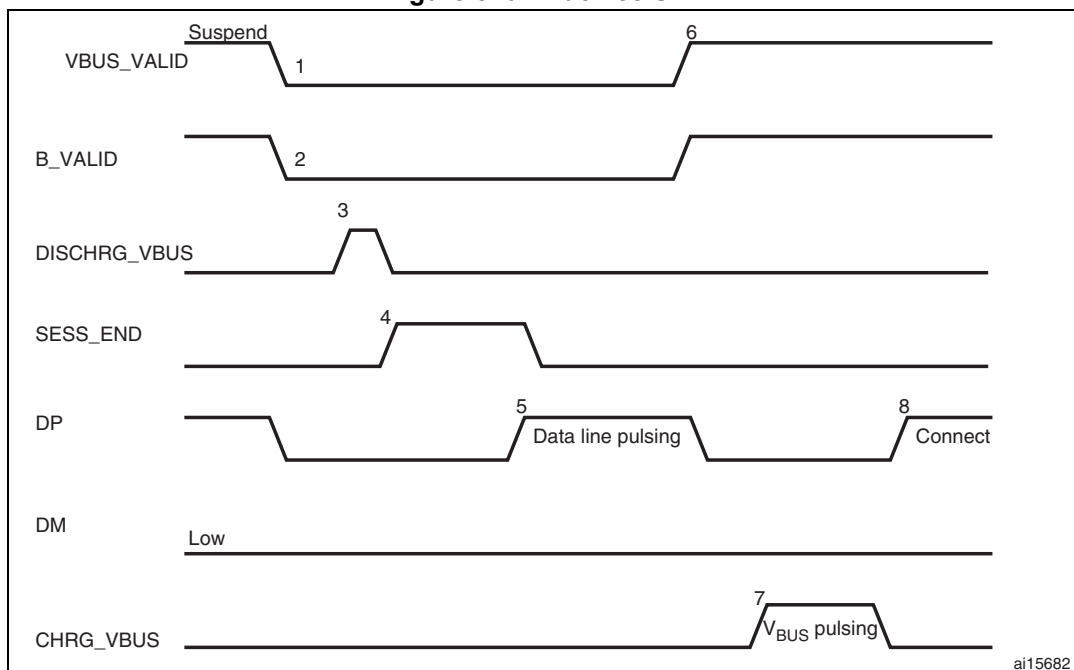 Suspend
6
VBUS_VALID
1
B_VALID
2
3
DISCHRG_VBUS
4
SESS_END
5
8
DP
Data line pulsing
Connect
DM
Low
7
VBUS pulsing
CHRG_VBUS
ai15682